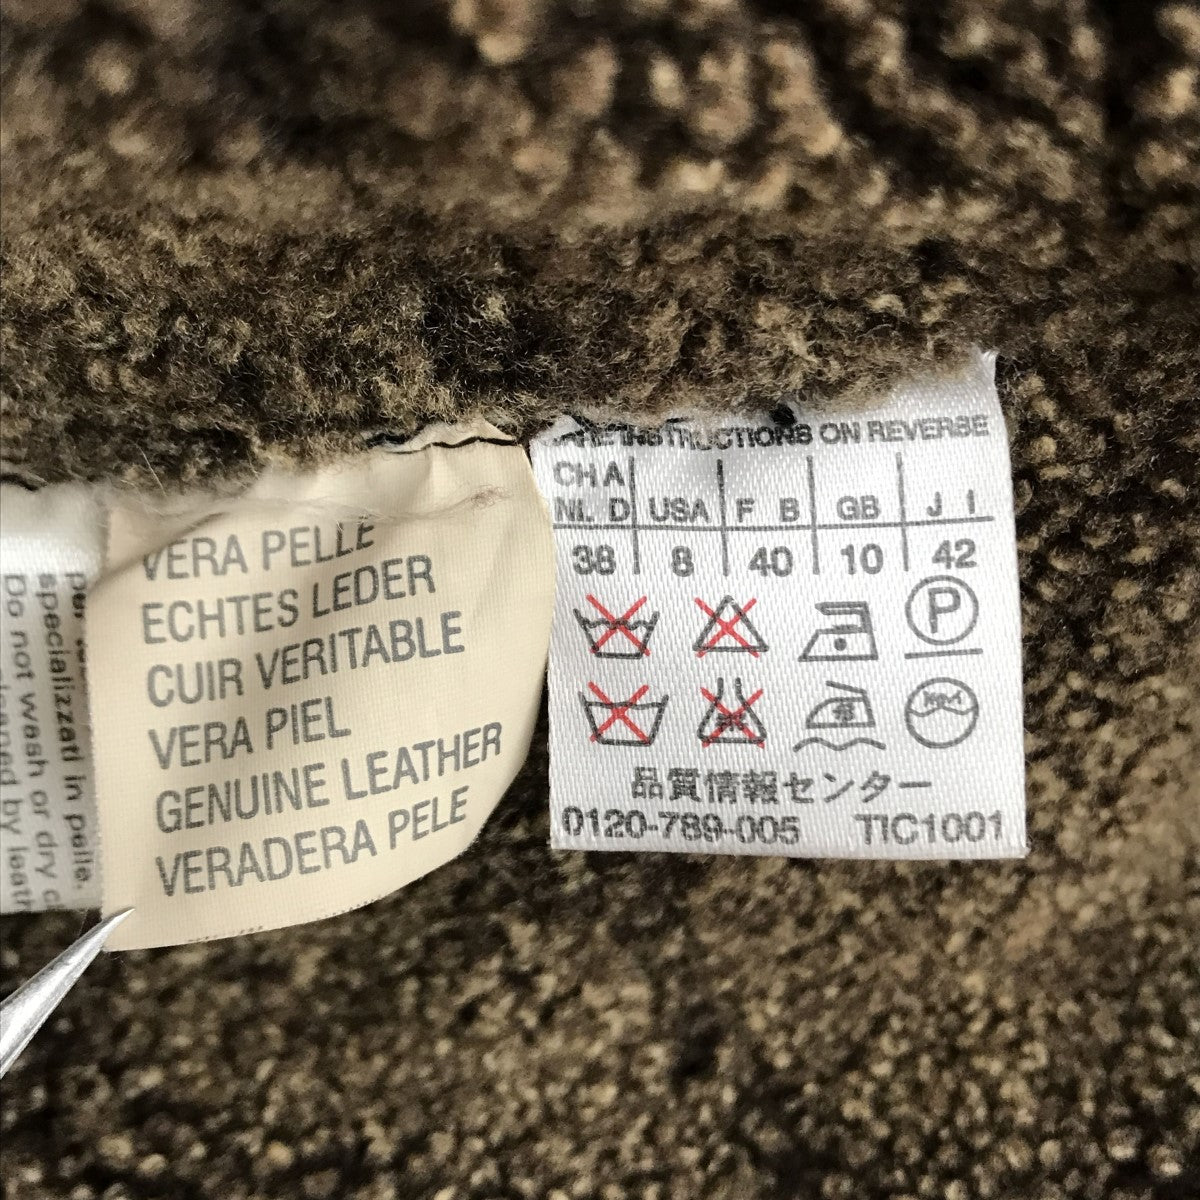 VERA PELLE
ECHTES LEDER
CUIR VERITABLE
VERA PIEL
GENUINE LEATHER
VERADERA PELE
INSTRUCTIONS ON REVERSE
CH A
NL D USA F B GB J I
38 8 40 10 42
P
品質情報センター
0120-789-005 TIC1001
specializzati in pelle.
Do not wash or dry
by